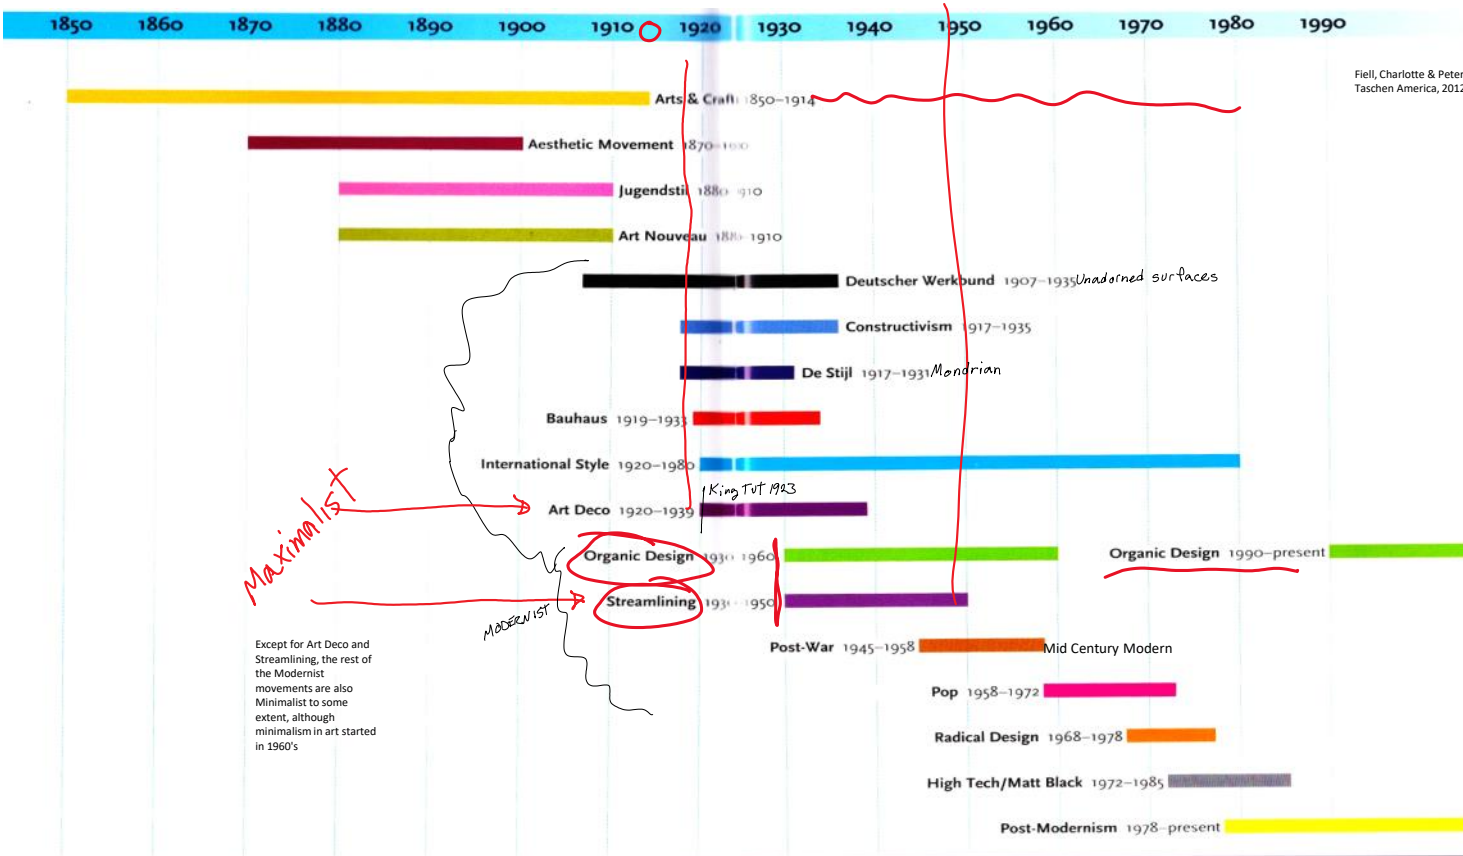 1850 1860 1870 1880 1890 1900 1910 1920 1930 1940 1950 1960 1970 1980 1990
Fiell, Charlotte & Peter
Taschen America, 2012
Arts & Craft 1850–1914
Aesthetic Movement 1870–1900
Jugendstil 1880 1910
Art Nouveau 1880 1910
Deutscher Werkbund 1907–1935 Unadorned surfaces
Constructivism 1917–1935
De Stijl 1917–1931 Mondrian
Bauhaus 1919–1933
International Style 1920–1980
King Tut 1923
Art Deco 1920–1939
Maximalist
Organic Design 1930 1960
Organic Design 1990–present
Streamlining 1950
MODERNIST
Post-War 1945–1958 Mid Century Modern
Except for Art Deco and
Streamlining, the rest of
the Modernist
movements are also
Minimalist to some
extent, although
minimalism in art started
in 1960's
Pop 1958–1972
Radical Design 1968–1978
High Tech/Matt Black 1972–1985
Post-Modernism 1978–present